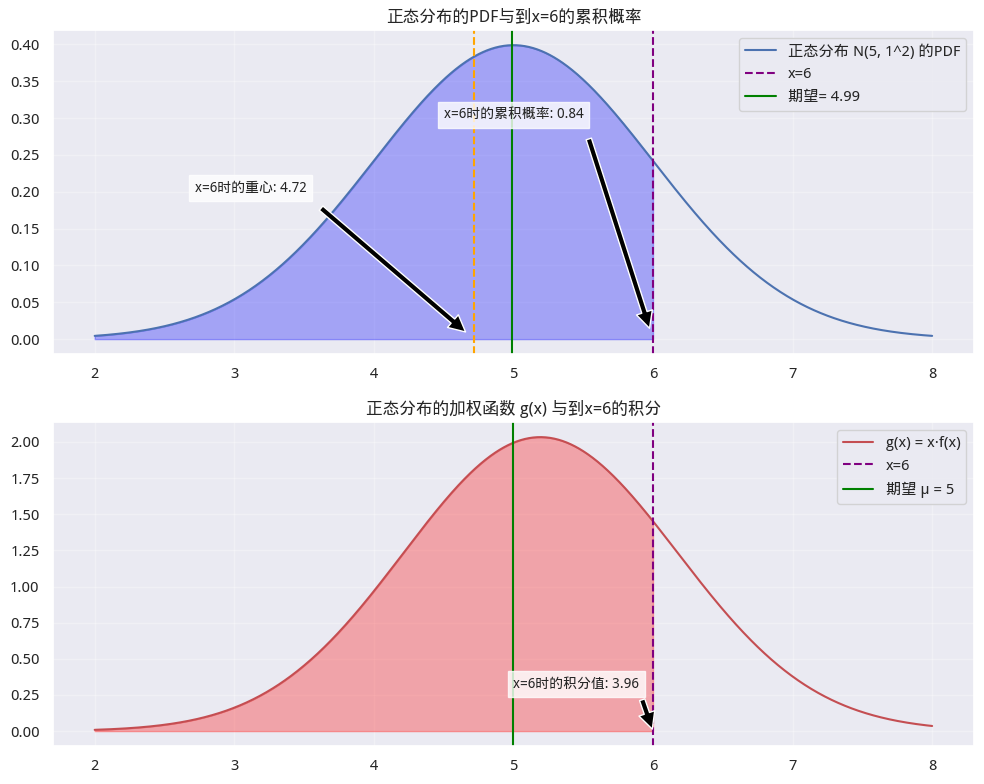 正态分布的PDF与到x=6的累积概率
正态分布 N(5, 1^2) 的PDF
x=6
期望= 4.99
x=6时的累积概率: 0.84
x=6时的重心: 4.72
0.40
0.35
0.30
0.25
0.20
0.15
0.10
0.05
0.00
2 3 4 5 6 7 8
正态分布的加权函数 g(x) 与到x=6的积分
g(x) = x·f(x)
x=6
期望 μ = 5
x=6时的积分值: 3.96
2.00
1.75
1.50
1.25
1.00
0.75
0.50
0.25
0.00
2 3 4 5 6 7 8